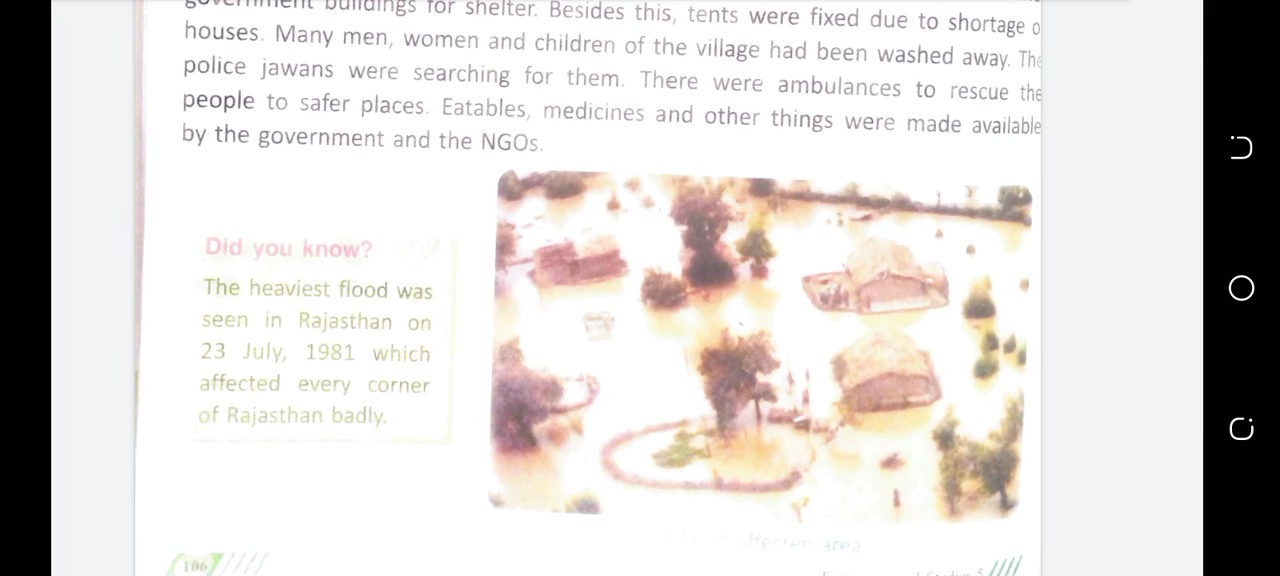 government buildings for shelter. Besides this, tents were fixed due to shortage o
houses. Many men, women and children of the village had been washed away. The
police jawans were searching for them. There were ambulances to rescue the
people to safer places. Eatables, medicines and other things were made available
by the government and the NGOs.
Did you know?
The heaviest flood was
seen in Rajasthan on
23 July, 1981 which
affected every corner
of Rajasthan badly.
affected area
106